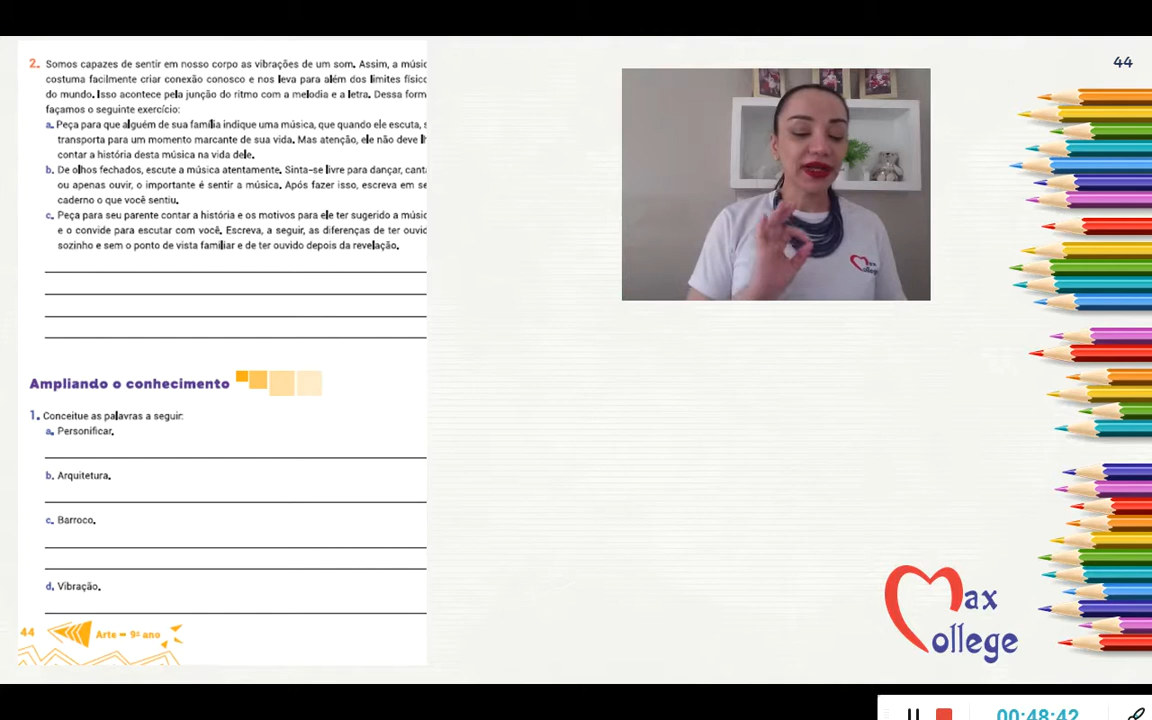 2. Somos capazes de sentir em nosso corpo as vibrações de um som. Assim, a músic
costuma facilmente criar conexão conosco e nos leva para além dos limites físico
do mundo. Isso acontece pela junção do ritmo com a melodia e a letra. Dessa form
façamos o seguinte exercício:
a. Peça para que alguém de sua família indique uma música, que quando ele escuta, s
transporta para um momento marcante de sua vida. Mas atenção, ele não deve l
contar a história desta música na vida dele.
b. De olhos fechados, escute a música atentamente. Sinta-se livre para dançar, cant
ou apenas ouvir, o importante é sentir a música. Após fazer isso, escreva em se
caderno o que você sentiu.
c. Peça para seu parente contar a história e os motivos para ele ter sugerido a músic
e o convide para escutar com você. Escreva, a seguir, as diferenças de ter ouvid
sozinho e sem o ponto de vista familiar e de ter ouvido depois da revelação.
Ampliando o conhecimento
1. Conceitue as palavras a seguir:
a. Personificar.
b. Arquitetura.
c. Barroco.
d. Vibração.
44 Arte – 9º ano
44
Max College
Max College
00:48:42